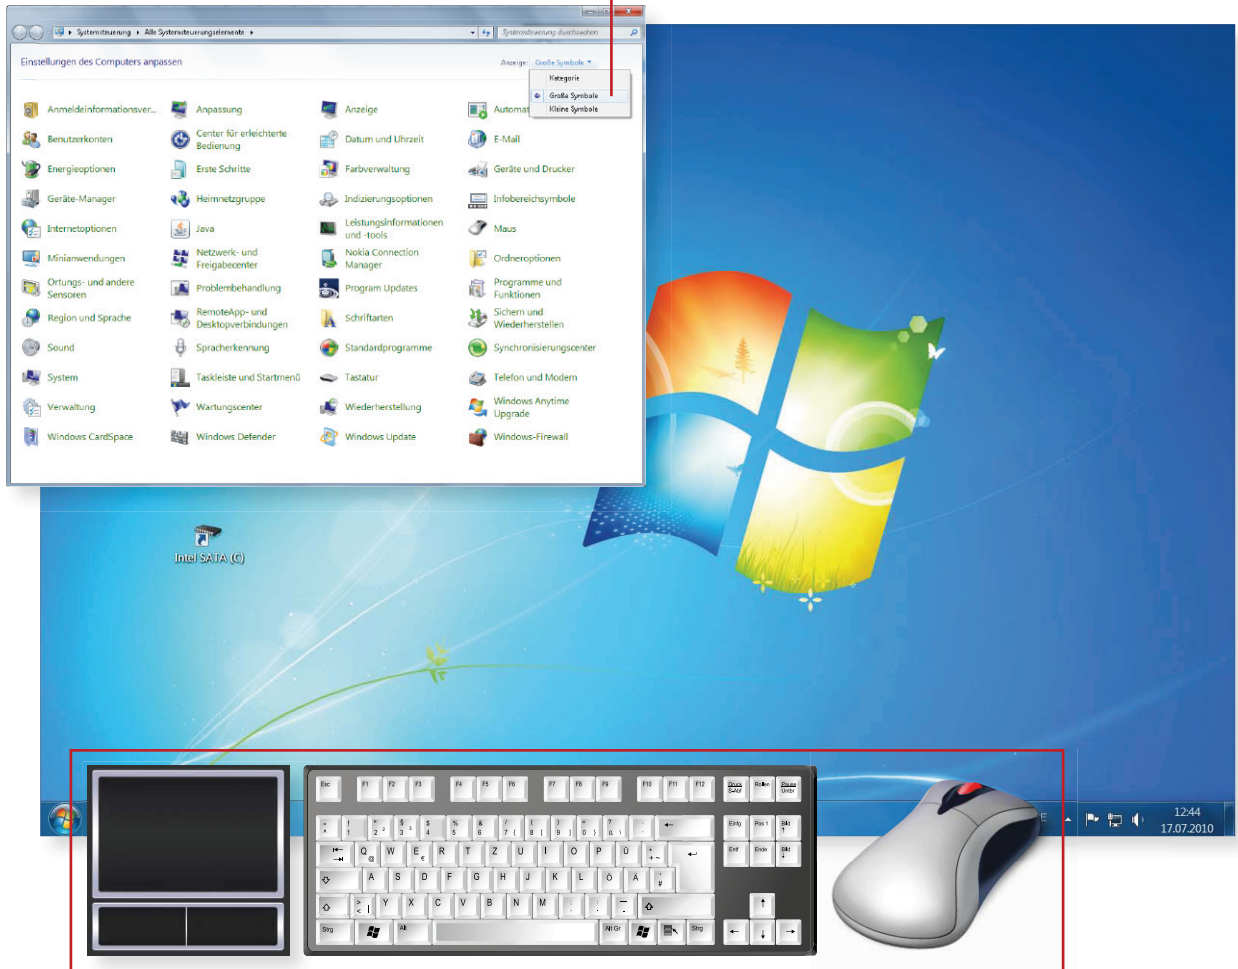 Systemsteuerung ▸ Alle Systemsteuerungselemente ▸
Systemsteuerung durchsuchen
Einstellungen des Computers anpassen
Anzeige: Große Symbole ▼
Kategorie
Große Symbole
Kleine Symbole
Anmeldeinformationsver...
Anpassung
Anzeige
Automat
Benutzerkonten
Center für erleichterte
Bedienung
Datum und Uhrzeit
E-Mail
Energieoptionen
Erste Schritte
Farbverwaltung
Geräte und Drucker
Geräte-Manager
Heimnetzgruppe
Indizierungsoptionen
Infobereichsymbole
Internetoptionen
Java
Leistungsinformationen
und -tools
Maus
Minianwendungen
Netzwerk- und
Freigabecenter
Nokia Connection
Manager
Ordneroptionen
Ortungs- und andere
Sensoren
Problembehandlung
Program Updates
Programme und
Funktionen
Region und Sprache
RemoteApp- und
Desktopverbindungen
Schriftarten
Sichern und
Wiederherstellen
Sound
Spracherkennung
Standardprogramme
Synchronisierungscenter
System
Taskleiste und Startmenü
Tastatur
Telefon und Modem
Verwaltung
Wartungscenter
Wiederherstellung
Windows Anytime
Upgrade
Windows CardSpace
Windows Defender
Windows Update
Windows-Firewall
Intel SATA (C)
Esc F1 F2 F3 F4 F5 F6 F7 F8 F9 F10 F11 F12 Druck S-Abf Rollen Pause Untbr
Einfg Pos 1 Bild ↑
Q @ W E € R T Z U I O P Ü + ~ Entf Ende Bild ↓
A S D F G H J K L Ö Ä ' #
> < | Y X C V B N M
Strg Alt Alt Gr Strg
E
12:44
17.07.2010